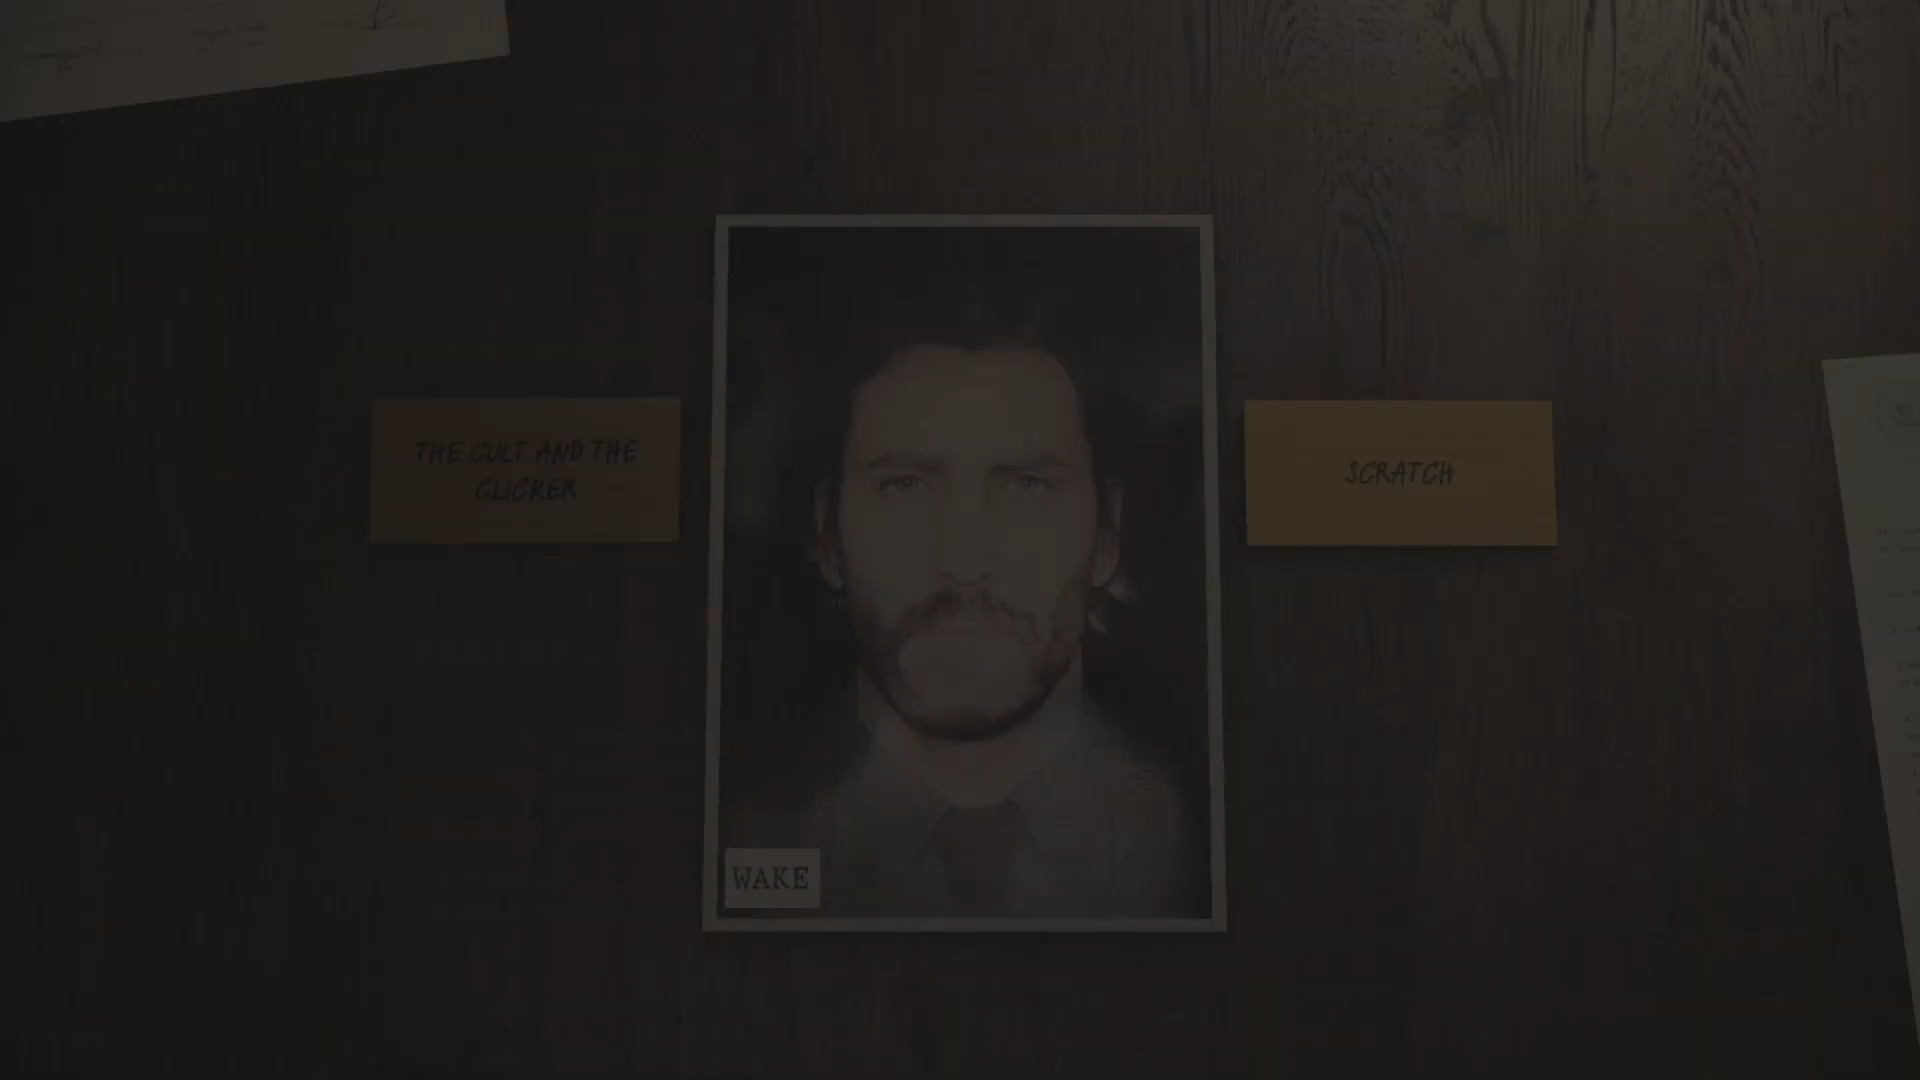 THE CULT AND THE
CLICKER
SCRATCH
WAKE